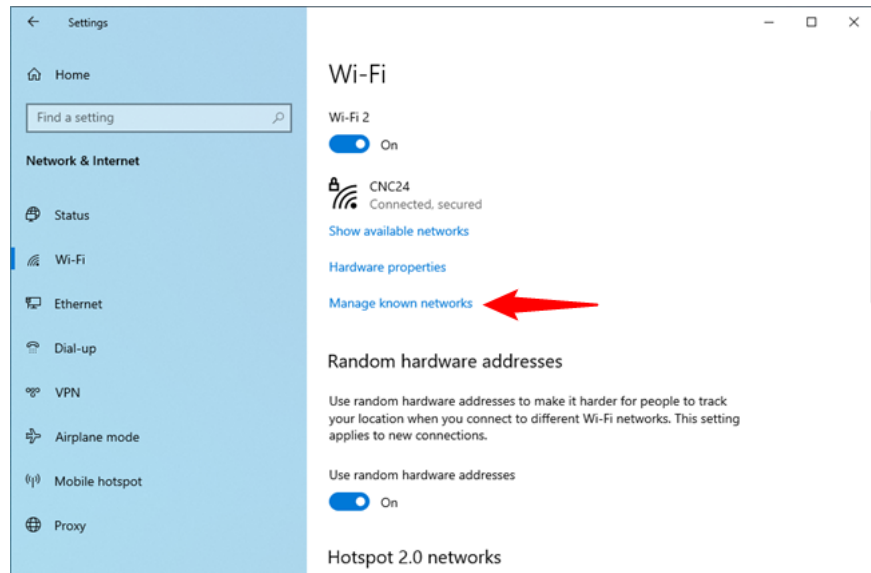 Settings
Home
Find a setting
Network & Internet
Status
Wi-Fi
Ethernet
Dial-up
VPN
Airplane mode
Mobile hotspot
Proxy
Wi-Fi
Wi-Fi 2
On
CNC24
Connected, secured
Show available networks
Hardware properties
Manage known networks
Random hardware addresses
Use random hardware addresses to make it harder for people to track
your location when you connect to different Wi-Fi networks. This setting
applies to new connections.
Use random hardware addresses
On
Hotspot 2.0 networks